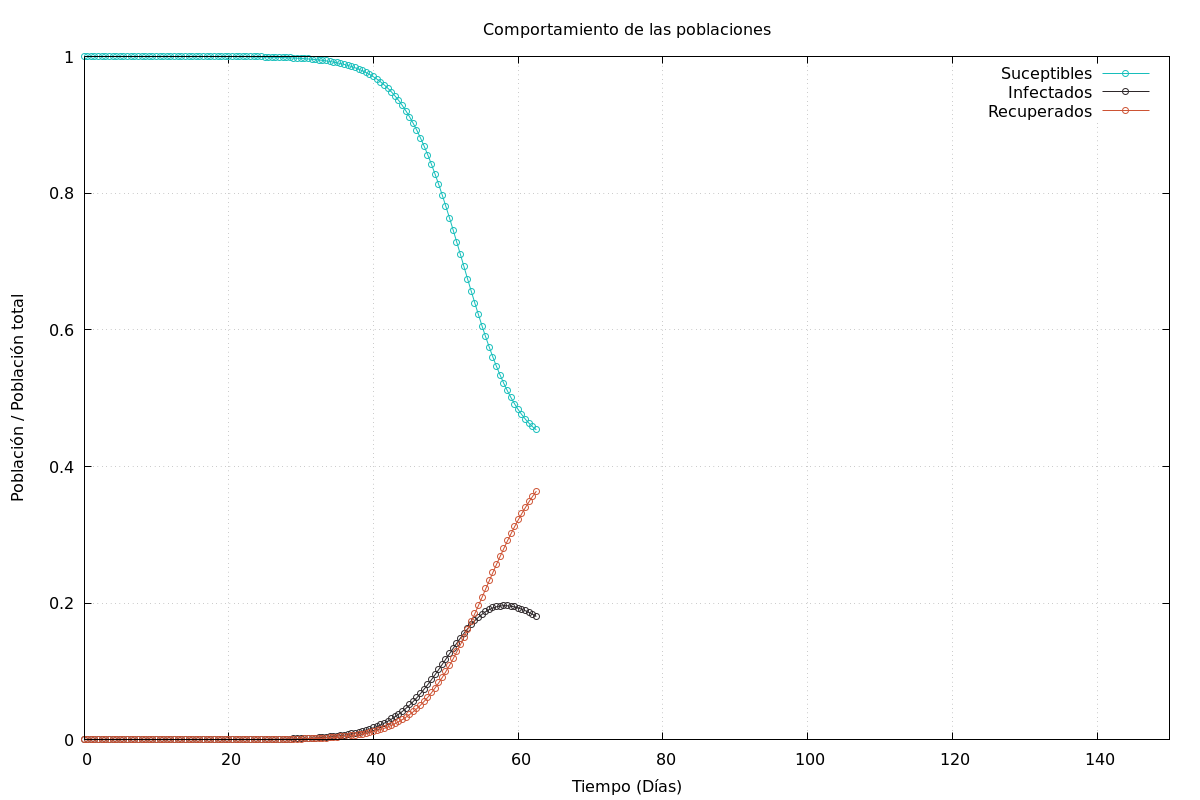 Comportamiento de las poblaciones
Suceptibles
Infectados
Recuperados
1
0.8
0.6
0.4
0.2
0
Población / Población total
0 20 40 60 80 100 120 140
Tiempo (Días)